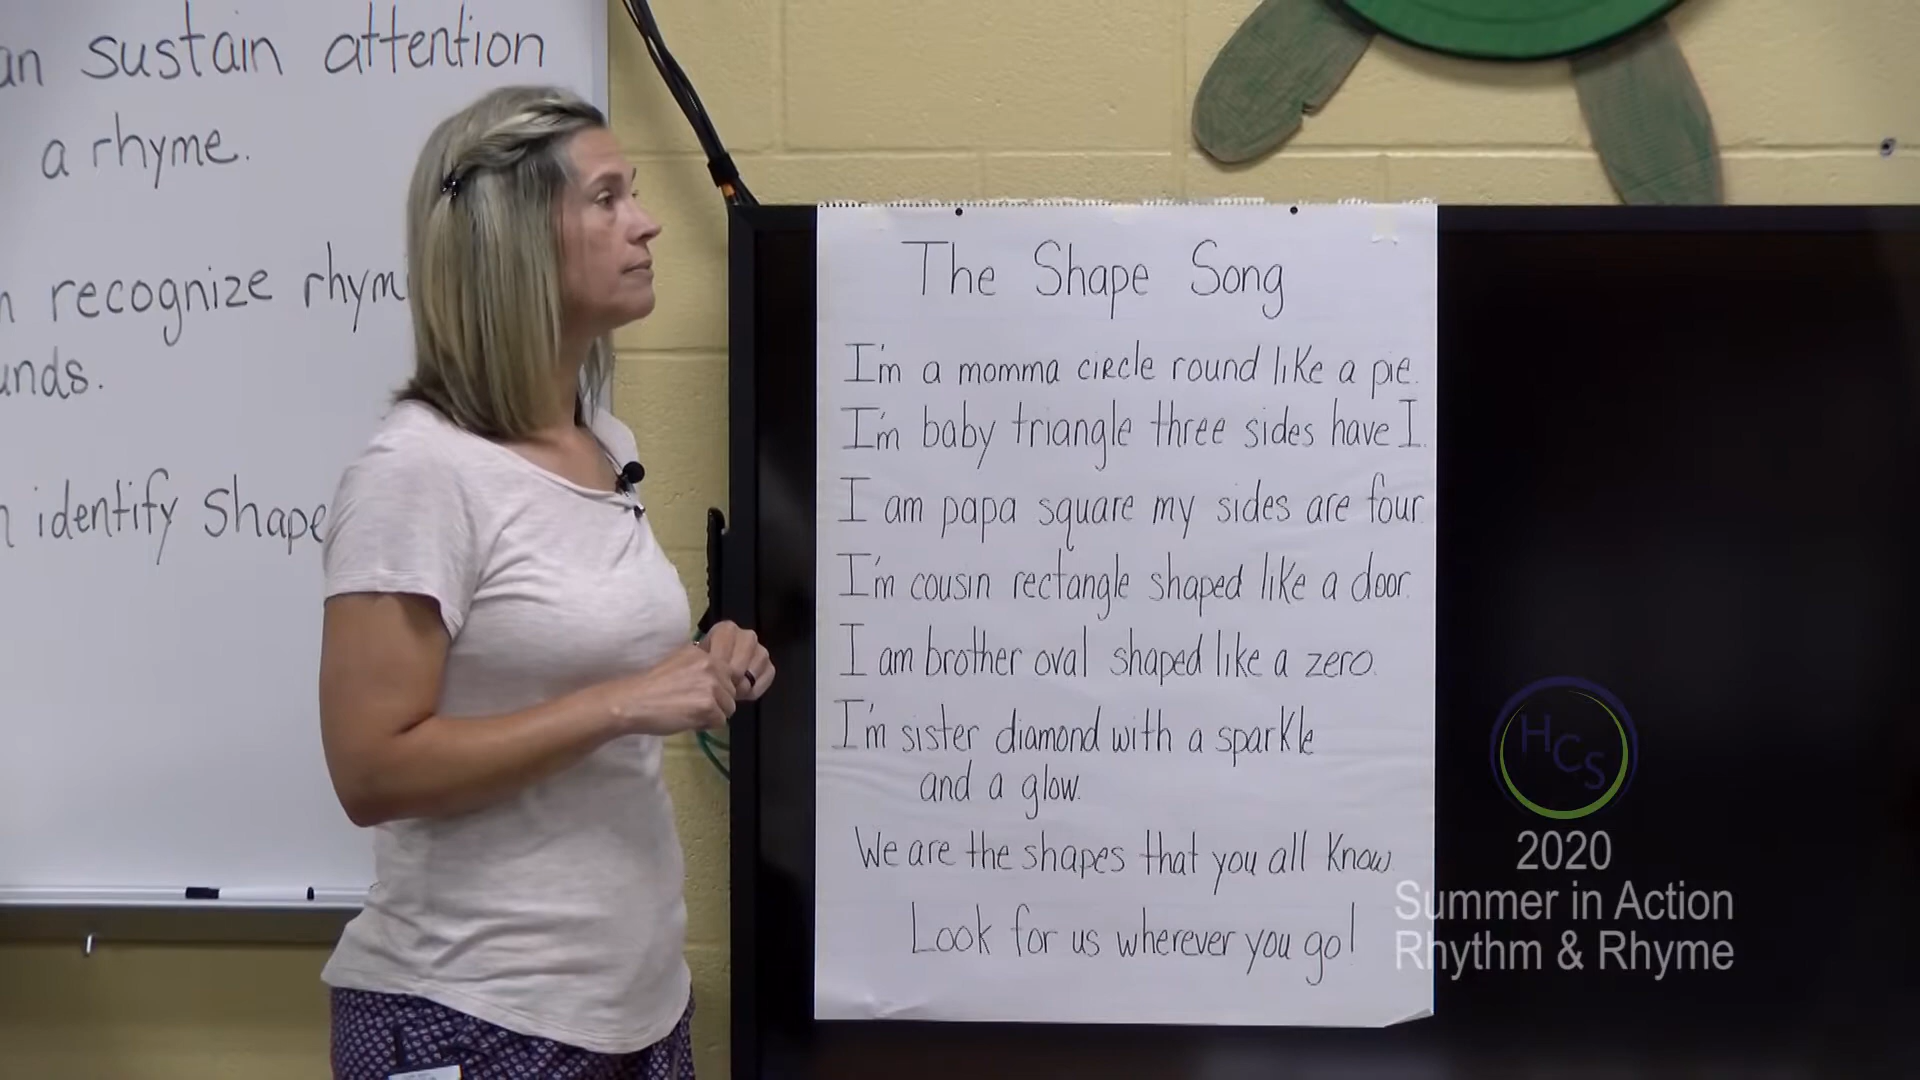 an sustain attention
a rhyme.
recognize rhymi
unds.
identify shape
The Shape Song
I'm a momma circle round like a pie.
I'm baby triangle three sides have I.
I am papa square my sides are four.
I'm cousin rectangle shaped like a door.
I am brother oval shaped like a zero.
I'm sister diamond with a sparkle
and a glow.
We are the shapes that you all know.
Look for us wherever you go!
HCS
2020
Summer in Action
Rhythm & Rhyme